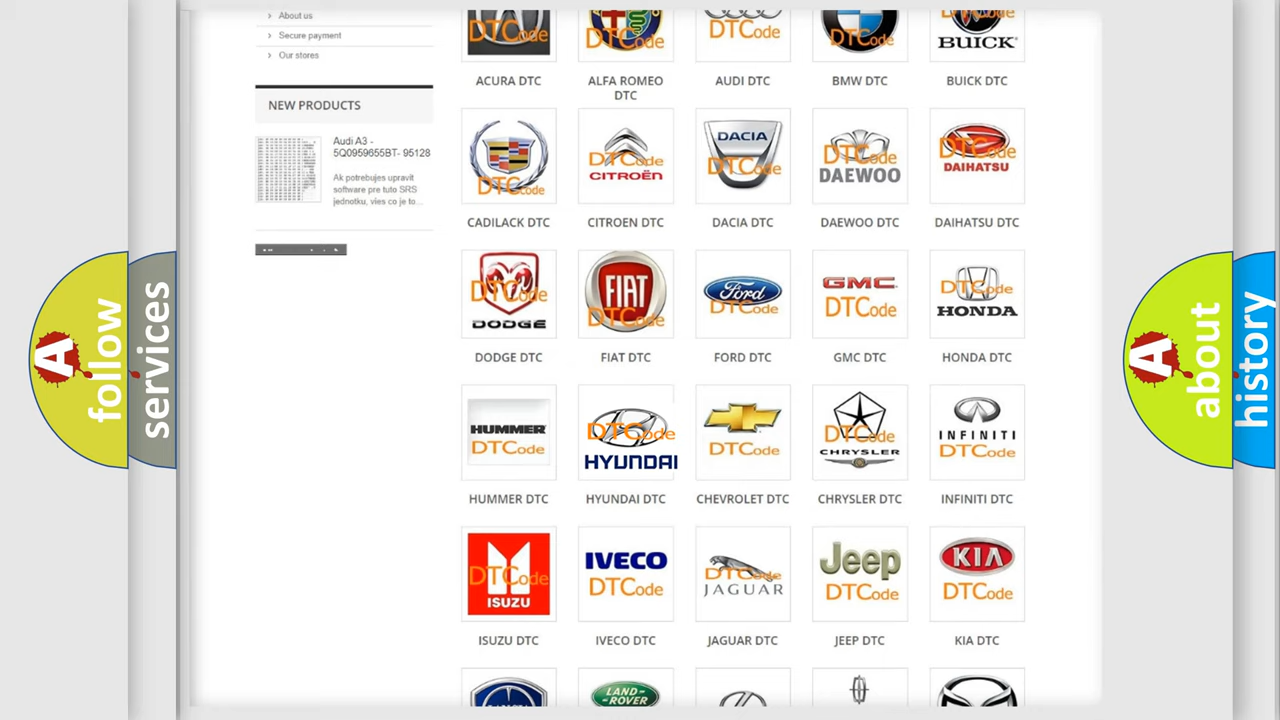 About us
Secure payment
Our stores
NEW PRODUCTS
Audi A3 -
5Q0959655BT- 95128
Ak potrebujes upravit
software pre tuto SRS
jednotku, vies co je to...
DTCode
DTCode
DTCode
DTCode
BUICK
ACURA DTC
ALFA ROMEO
DTC
AUDI DTC
BMW DTC
BUICK DTC
DTCode
DTCode
CITROËN
DACIA
DTCode
DTCode
DAEWOO
DTCode
DAIHATSU
CADILACK DTC
CITROEN DTC
DACIA DTC
DAEWOO DTC
DAIHATSU DTC
DTCode
DODGE
FIAT
DTCode
Ford
DTCode
GMC
DTCode
DTCode
HONDA
DODGE DTC
FIAT DTC
FORD DTC
GMC DTC
HONDA DTC
HUMMER
DTCode
DTCode
HYUNDAI
DTCode
DTCode
CHRYSLER
INFINITI
DTCode
HUMMER DTC
HYUNDAI DTC
CHEVROLET DTC
CHRYSLER DTC
INFINITI DTC
DTCode
ISUZU
IVECO
DTCode
DTCode
JAGUAR
Jeep
DTCode
KIA
DTCode
ISUZU DTC
IVECO DTC
JAGUAR DTC
JEEP DTC
KIA DTC
LAND-
ROVER
A
follow
services
A
about
history